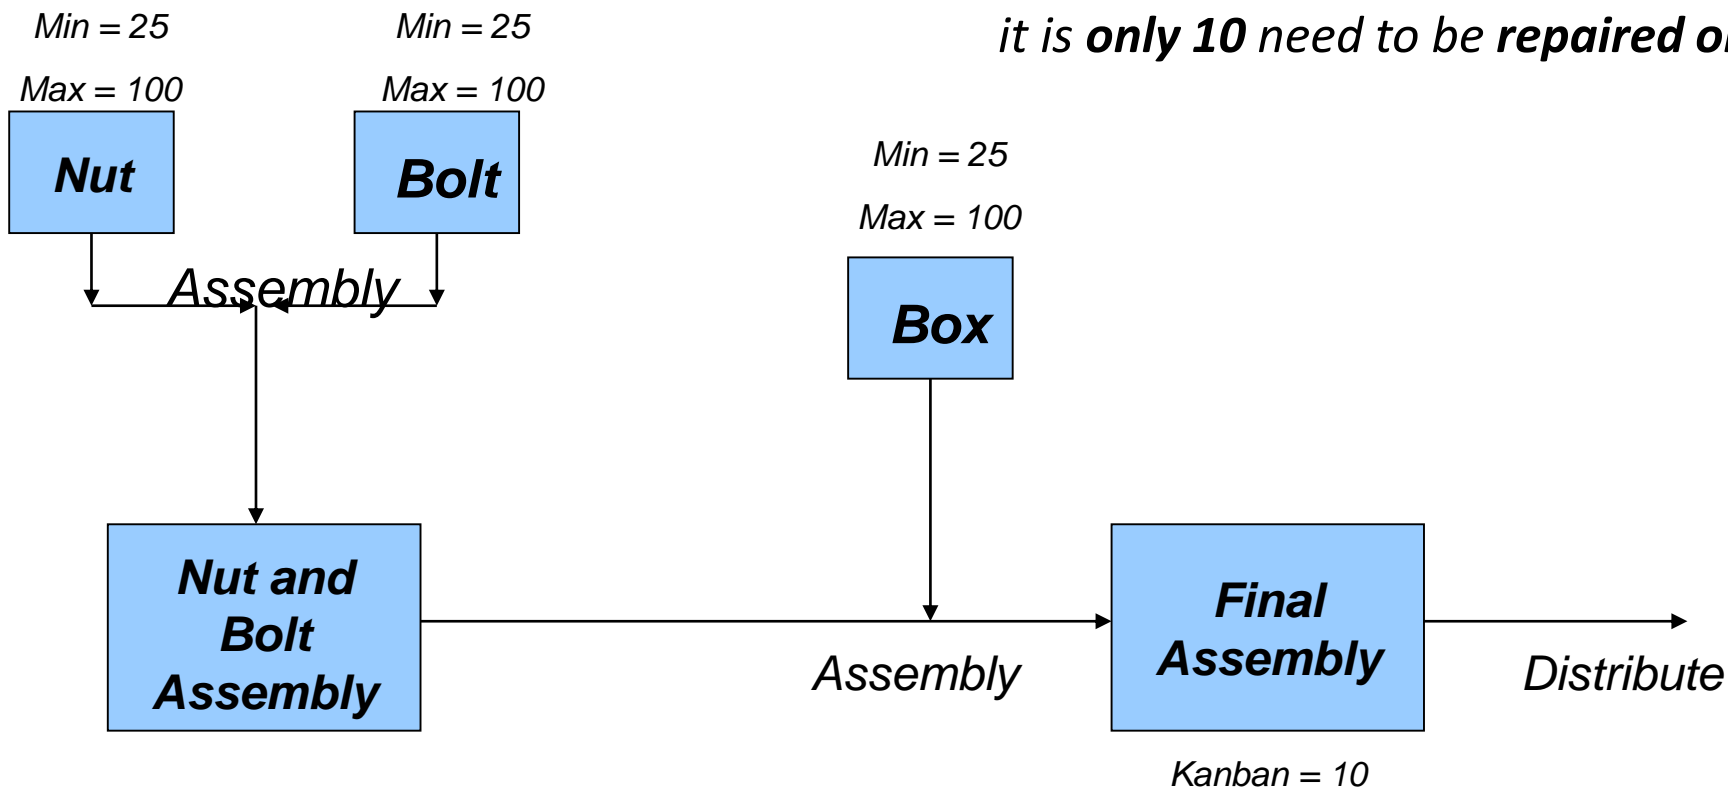 Min = 25
Max = 100
Nut
Min = 25
Max = 100
Bolt
it is only 10 need to be repaired
Min = 25
Max = 100
Box
Assembly
Nut and
Bolt
Assembly
Assembly
Final
Assembly
Kanban = 10
Distribute